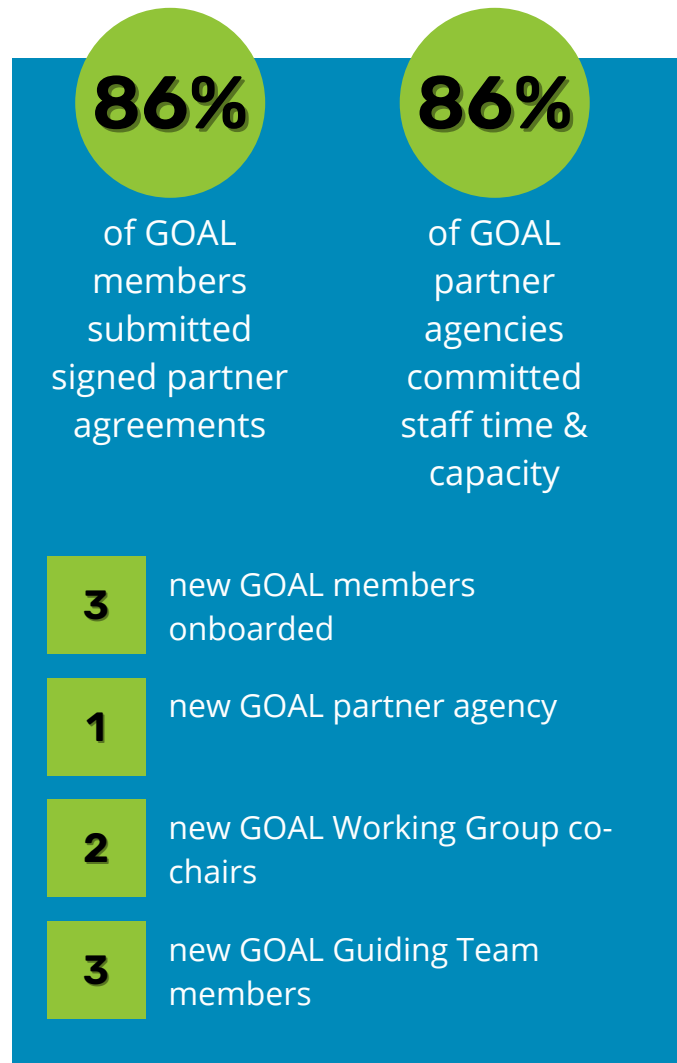 86%
of GOAL
members
submitted
signed partner
agreements
86%
of GOAL
partner
agencies
committed
staff time &
capacity
3
new GOAL members
onboarded
1
new GOAL partner agency
2
new GOAL Working Group co-
chairs
3
new GOAL Guiding Team
members